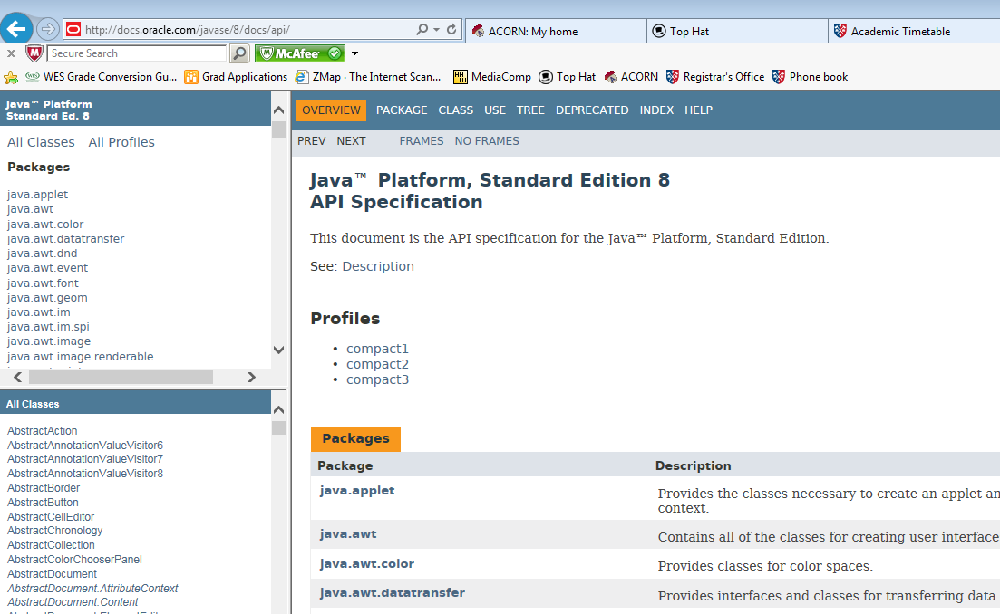 http://docs.oracle.com/javase/8/docs/api/
ACORN: My home
Top Hat
Academic Timetable
x
Secure Search
McAfee
WES Grade Conversion Gu...
Grad Applications
ZMap · The Internet Scan...
MediaComp
Top Hat
ACORN
Registrar's Office
Phone book
Java™ Platform
Standard Ed. 8
All Classes All Profiles
Packages
java.applet
java.awt
java.awt.color
java.awt.datatransfer
java.awt.dnd
java.awt.event
java.awt.font
java.awt.geom
java.awt.im
java.awt.im.spi
java.awt.image
java.awt.image.renderable
All Classes
AbstractAction
AbstractAnnotationValueVisitor6
AbstractAnnotationValueVisitor7
AbstractAnnotationValueVisitor8
AbstractBorder
AbstractButton
AbstractCellEditor
AbstractChronology
AbstractCollection
AbstractColorChooserPanel
AbstractDocument
AbstractDocument.AttributeContext
AbstractDocument.Content
OVERVIEW PACKAGE CLASS USE TREE DEPRECATED INDEX HELP
PREV NEXT FRAMES NO FRAMES
Java™ Platform, Standard Edition 8
API Specification
This document is the API specification for the Java™ Platform, Standard Edition.
See: Description
Profiles
• compact1
• compact2
• compact3
Packages
Package Description
java.applet Provides the classes necessary to create an applet
context.
java.awt Contains all of the classes for creating user interface
java.awt.color Provides classes for color spaces.
java.awt.datatransfer Provides interfaces and classes for transferring data